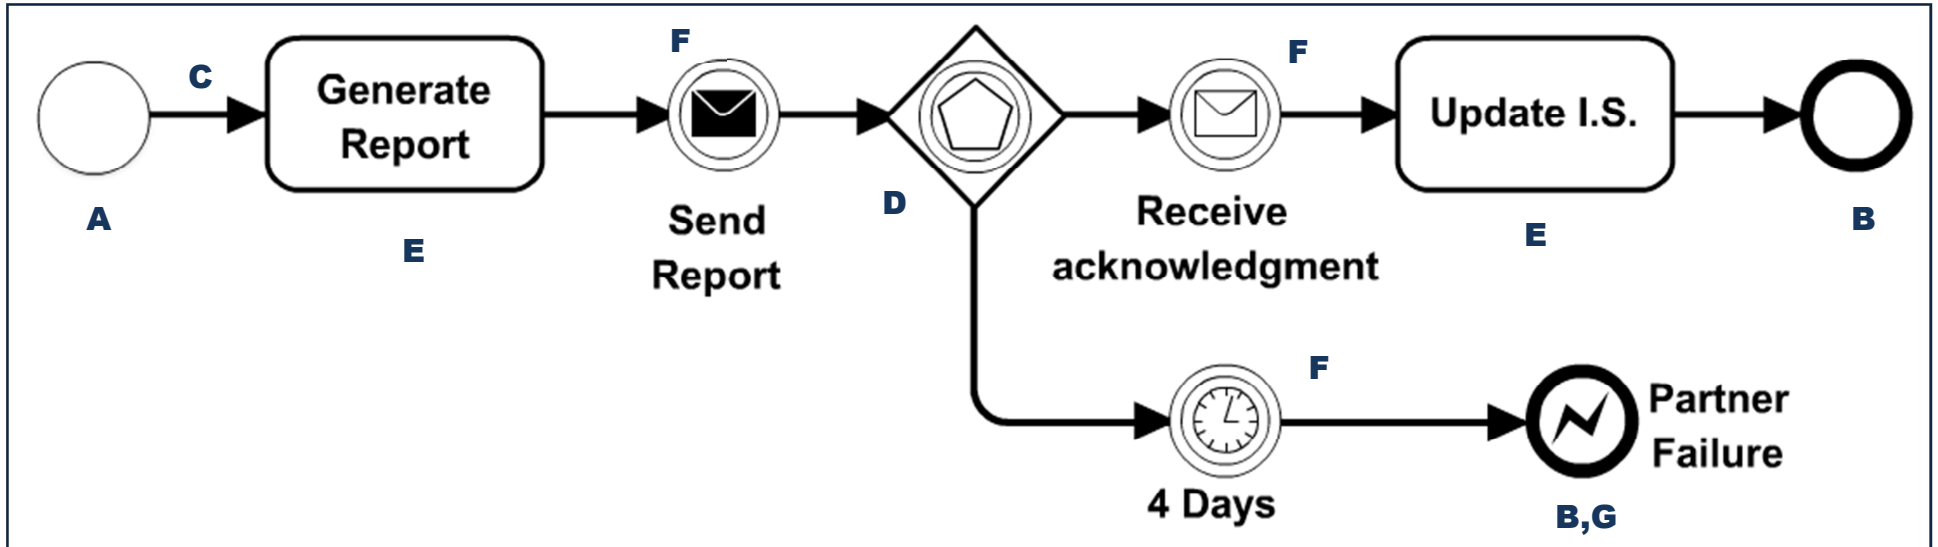 F
F
C
Generate
Report
Update I.S.
D
A
E
Send
Report
Receive
acknowledgment
E
B
F
Partner
Failure
4 Days
B,G